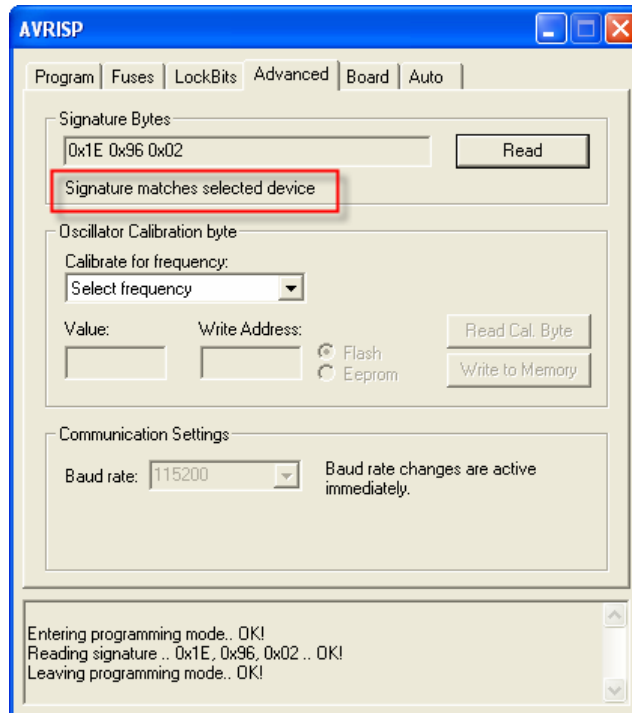 AVRISP
Program Fuses LockBits Advanced Board Auto
Signature Bytes
0x1E 0x96 0x02 Read
Signature matches selected device
Oscillator Calibration byte
Calibrate for frequency:
Select frequency
Value: Write Address: Flash Read Cal. Byte
Eeprom Write to Memory
Communication Settings
Baud rate: 115200 Baud rate changes are active
immediately.
Entering programming mode.. OK!
Reading signature .. 0x1E, 0x96, 0x02 .. OK!
Leaving programming mode.. OK!